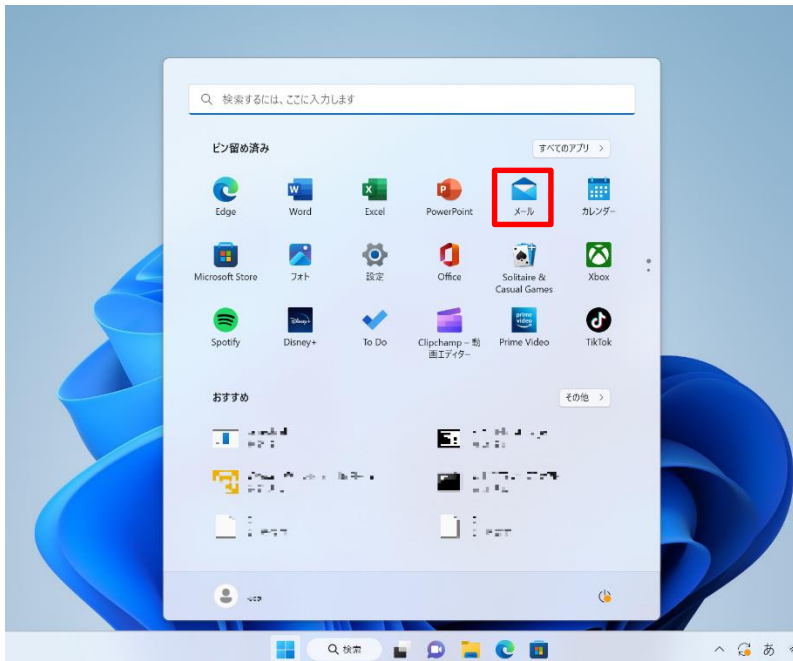 検索するには、ここに入力します
ピン留め済み
すべてのアプリ >
Edge
Word
Excel
PowerPoint
メール
カレンダー
Microsoft Store
フォト
設定
Office
Solitaire &
Casual Games
Xbox
Spotify
Disney+
To Do
Clipchamp – 動
画エディター
Prime Video
TikTok
おすすめ
その他 >
検索
あ